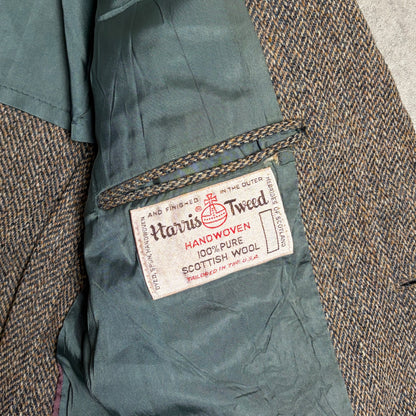 AND FINISHED IN THE OUTER
HEBRIDES OF SCOTLAND
Harris® Tweed
HANDWOVEN
100% PURE
SCOTTISH WOOL
TAILORED IN THE U.S.A.